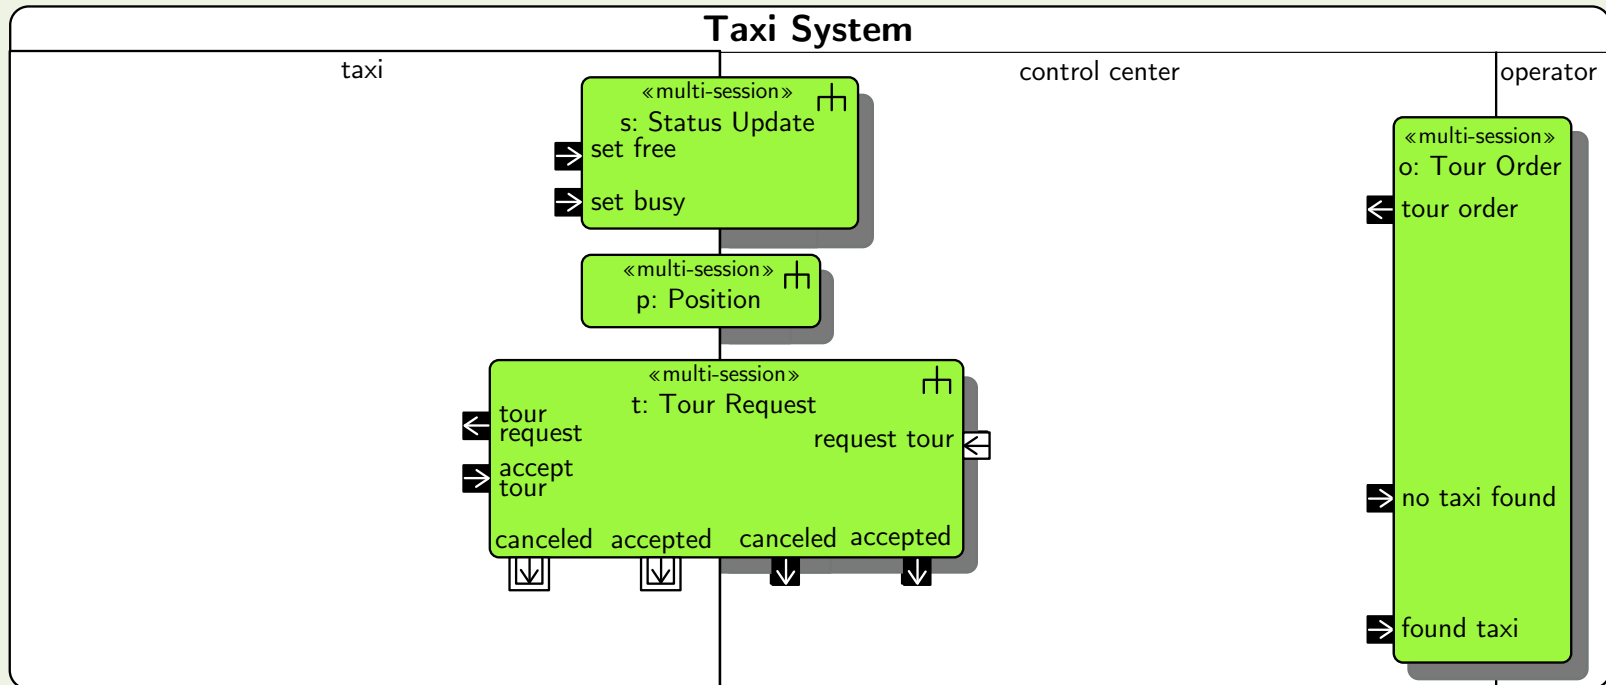 Taxi System
taxi
control center
operator
«multi-session»
s: Status Update
set free
set busy
«multi-session»
p: Position
«multi-session»
t: Tour Request
tour
request
accept
tour
request tour
canceled
accepted
canceled
accepted
«multi-session»
o: Tour Order
tour order
no taxi found
found taxi